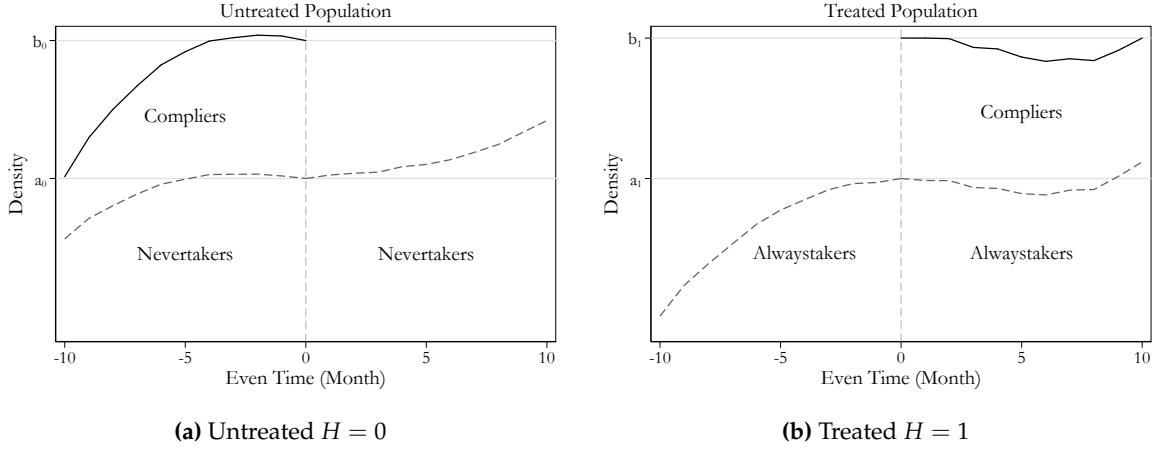 Untreated Population
b0
a0
Density
Compliers
Nevertakers
Nevertakers
-10
-5
0
5
10
Even Time (Month)
(a) Untreated H = 0
Treated Population
b1
a1
Density
Compliers
Alwaystakers
Alwaystakers
-10
-5
0
5
10
Even Time (Month)
(b) Treated H = 1